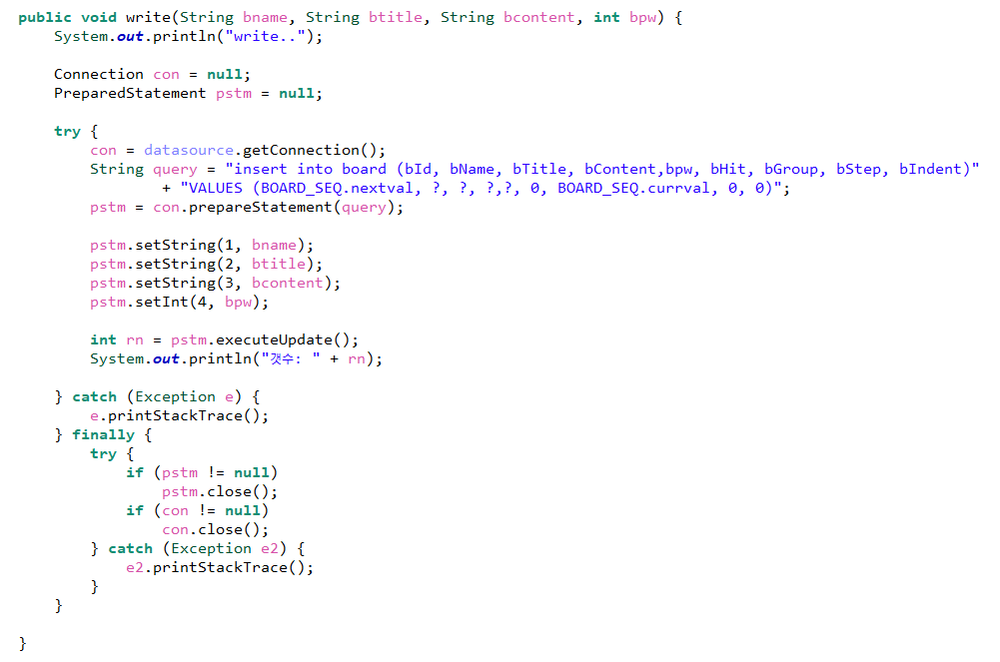 public void write(String bname, String btitle, String bcontent, int bpw) {
System.out.println("write..");
Connection con = null;
PreparedStatement pstm = null;
try {
con = datasource.getConnection();
String query = "insert into board (bId, bName, bTitle, bContent,bpw, bHit, bGroup, bStep, bIndent)"
+ "VALUES (BOARD_SEQ.nextval, ?, ?, ?,?, 0, BOARD_SEQ.currval, 0, 0)";
pstm = con.prepareStatement(query);
pstm.setString(1, bname);
pstm.setString(2, btitle);
pstm.setString(3, bcontent);
pstm.setInt(4, bpw);
int rn = pstm.executeUpdate();
System.out.println("갯수: " + rn);
} catch (Exception e) {
e.printStackTrace();
} finally {
try {
if (pstm != null)
pstm.close();
if (con != null)
con.close();
} catch (Exception e2) {
e2.printStackTrace();
}
}
}